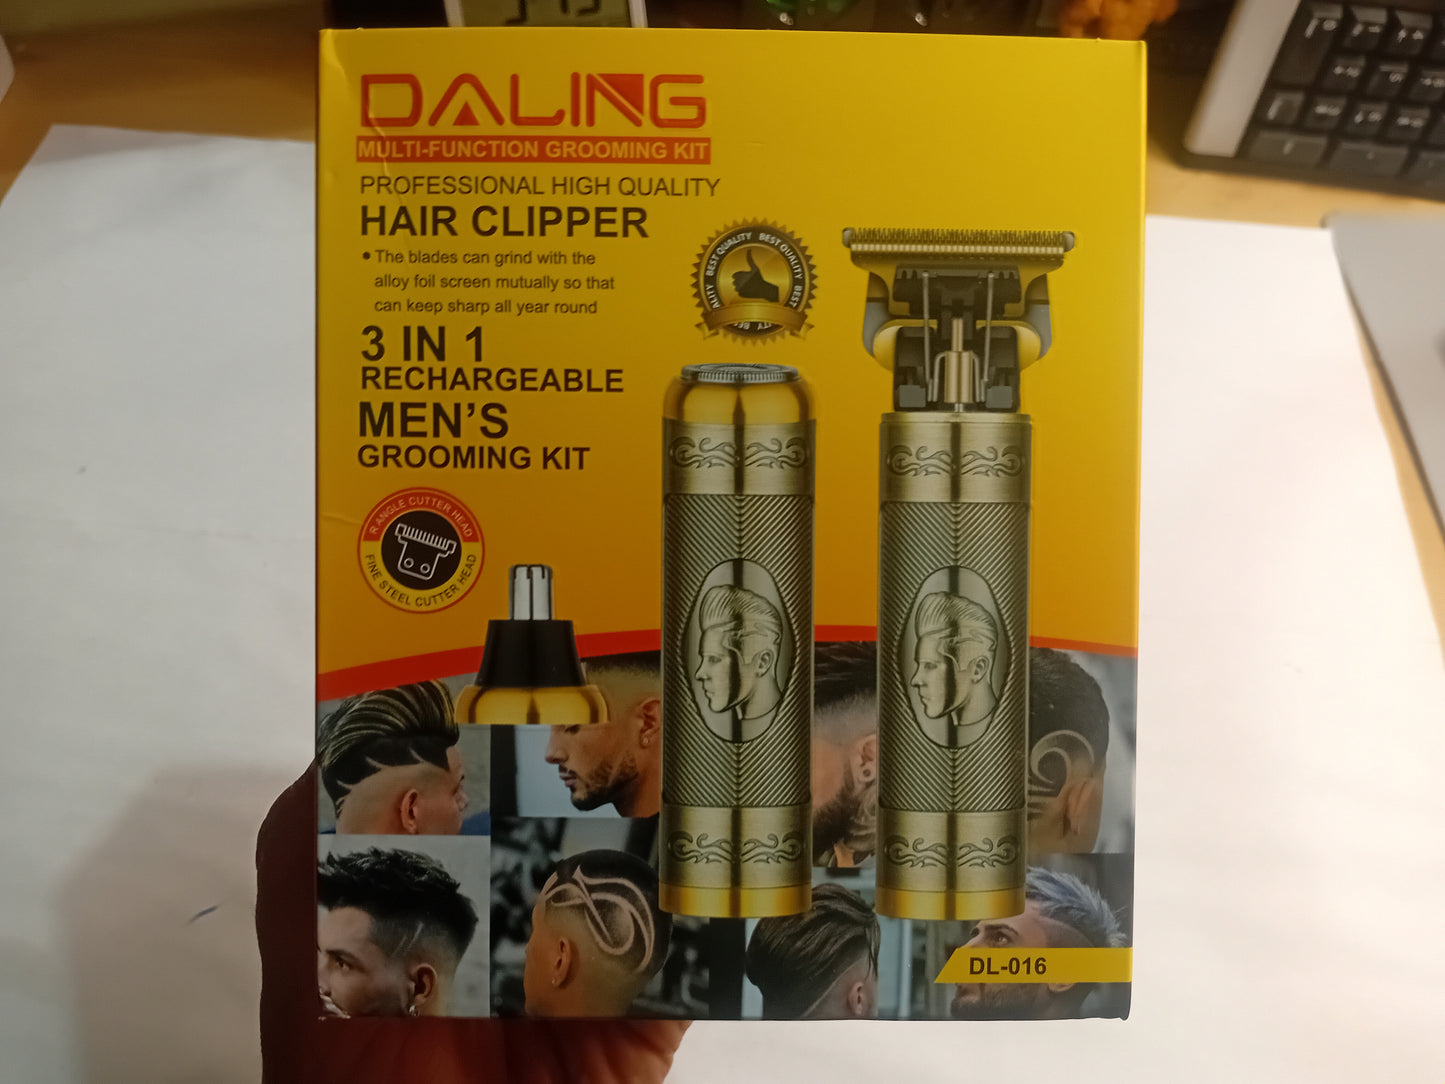 DALING
MULTI-FUNCTION GROOMING KIT
PROFESSIONAL HIGH QUALITY
HAIR CLIPPER
• The blades can grind with the
alloy foil screen mutually so that
can keep sharp all year round
3 IN 1
RECHARGEABLE
MEN'S
GROOMING KIT
BEST QUALITY BEST QUALITY BEST
R ANGLE CUTTER HEAD
FINE STEEL CUTTER HEAD
DL-016